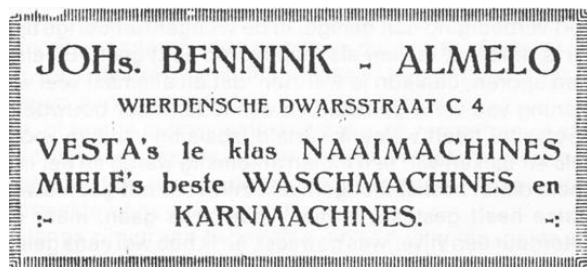 JOHs. BENNINK - ALMELO
WIERDENSCHE DWARSSTRAAT C 4
VESTA's 1e klas NAAIMACHINES
MIELE's beste WASCHMACHINES en
KARNMACHINES.